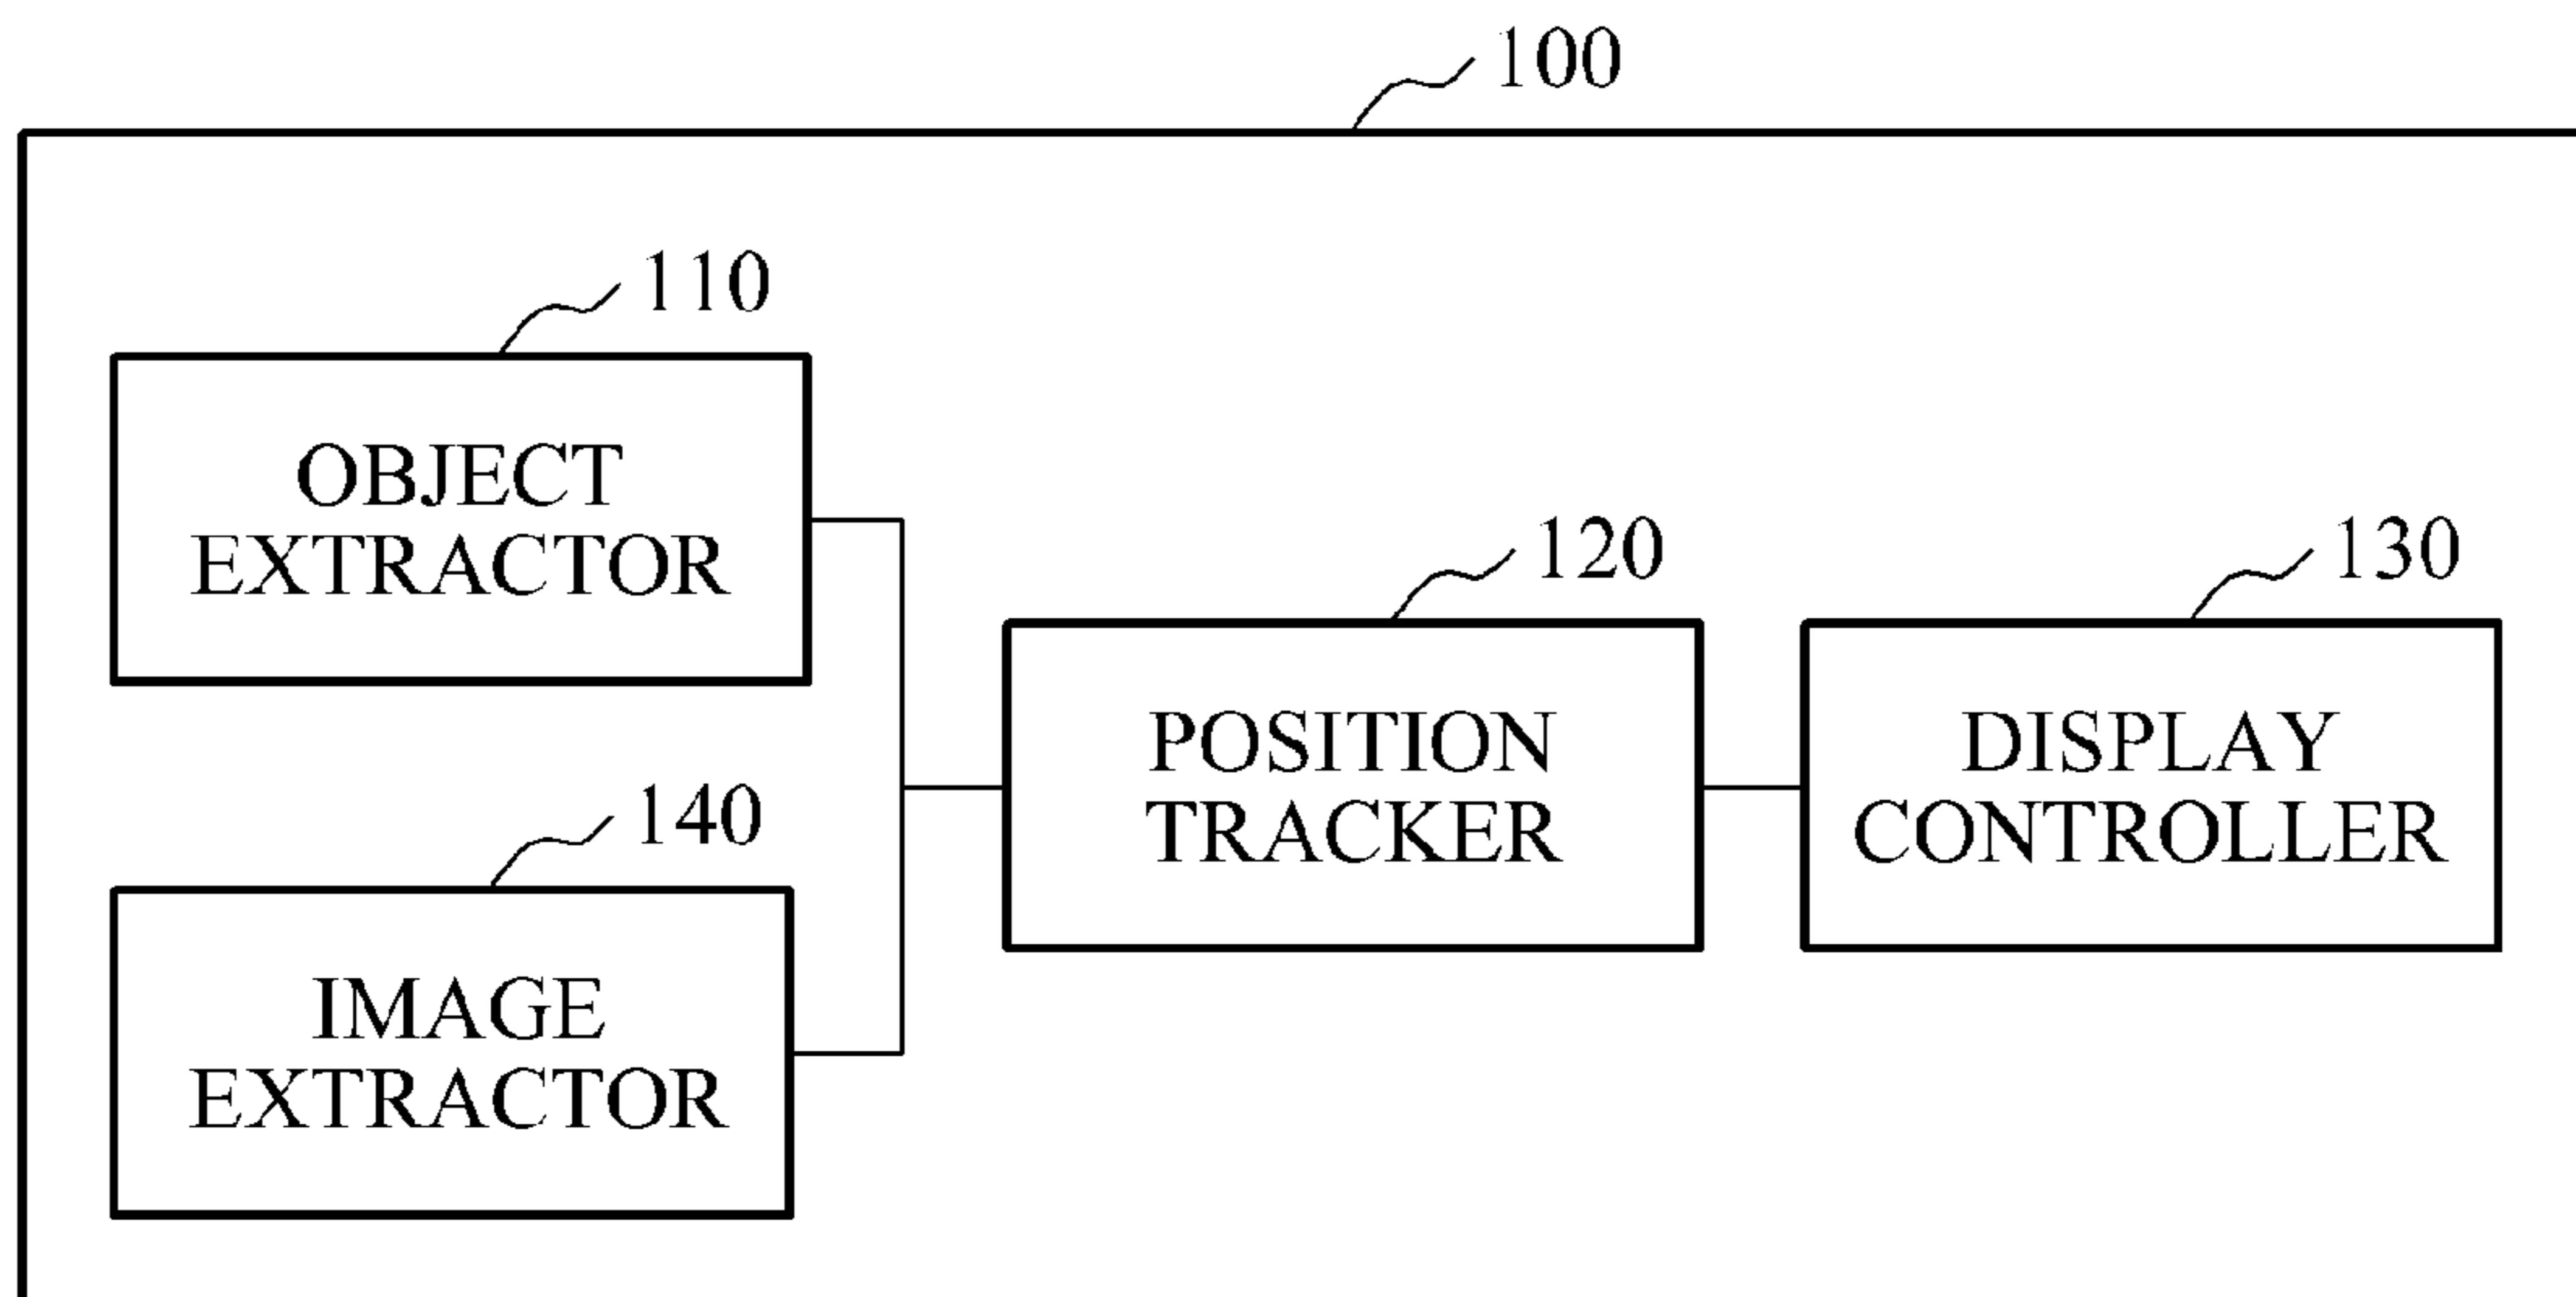 100
110
OBJECT
EXTRACTOR
120
POSITION
TRACKER
130
DISPLAY
CONTROLLER
140
IMAGE
EXTRACTOR